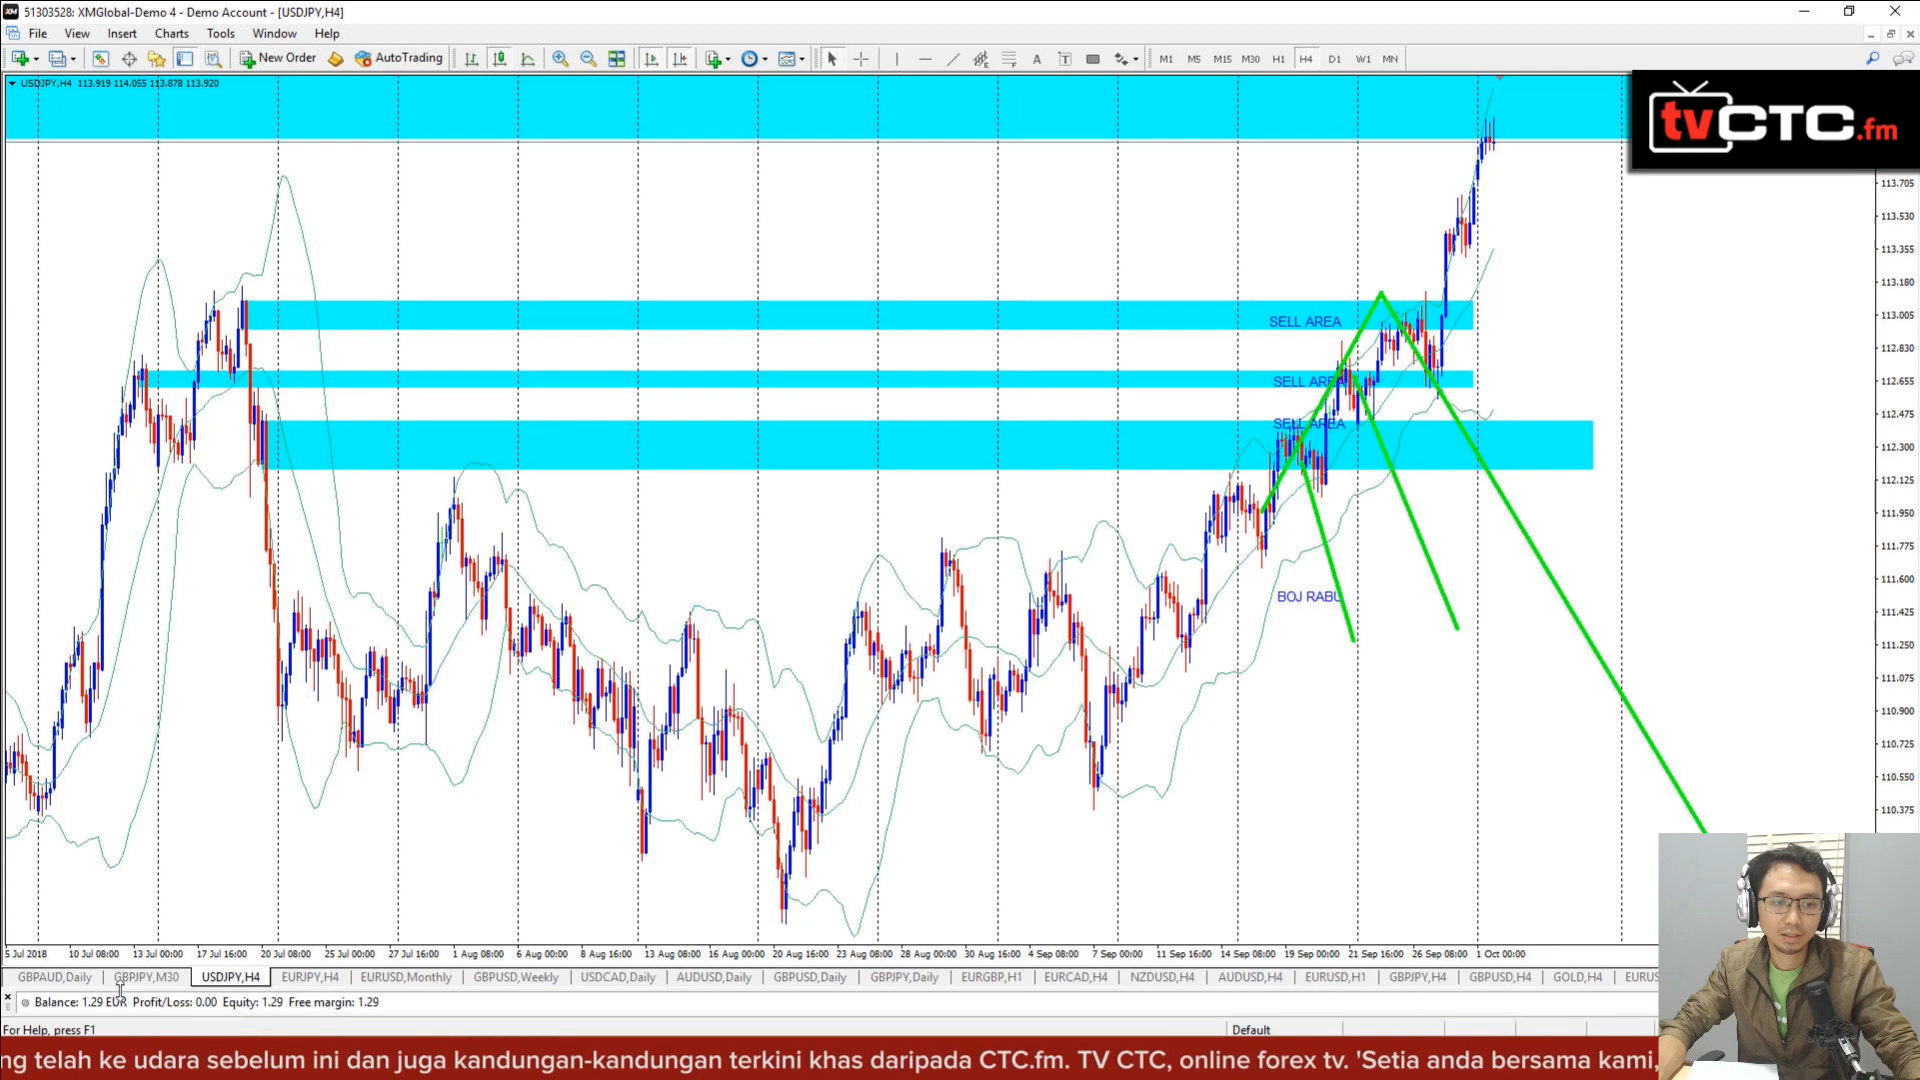 51303528: XMGlobal-Demo 4 - Demo Account - [USDJPY,H4]
File View Insert Charts Tools Window Help
New Order AutoTrading A T M1 M5 M15 M30 H1 H4 D1 W1 MN
USDJPY,H4 113.919 114.055 113.878 113.920
tvCTC.fm
113.705
113.530
113.355
113.180
113.005
112.830
112.655
112.475
112.300
112.125
111.950
111.775
111.600
111.425
111.250
111.075
110.900
110.725
110.550
110.375
SELL AREA
SELL AREA
SELL AREA
BOJ RABU
5 Jul 2018 10 Jul 08:00 13 Jul 00:00 17 Jul 16:00 20 Jul 08:00 25 Jul 00:00 27 Jul 16:00 1 Aug 08:00 6 Aug 00:00 8 Aug 16:00 13 Aug 08:00 16 Aug 00:00 20 Aug 16:00 23 Aug 08:00 28 Aug 00:00 30 Aug 16:00 4 Sep 08:00 7 Sep 00:00 11 Sep 16:00 14 Sep 08:00 19 Sep 00:00 21 Sep 16:00 26 Sep 08:00 1 Oct 00:00
GBPAUD,Daily GBPJPY,M30 USDJPY,H4 EURJPY,H4 EURUSD,Monthly GBPUSD,Weekly USDCAD,Daily AUDUSD,Daily GBPUSD,Daily GBPJPY,Daily EURGBP,H1 EURCAD,H4 NZDUSD,H4 AUDUSD,H4 EURUSD,H1 GBPJPY,H4 GBPUSD,H4 GOLD,H4 EURUS
Balance: 1.29 EUR Profit/Loss: 0.00 Equity: 1.29 Free margin: 1.29
For Help, press F1 Default
ng telah ke udara sebelum ini dan juga kandungan-kandungan terkini khas daripada CTC.fm. TV CTC, online forex tv. 'Setia anda bersama kami,